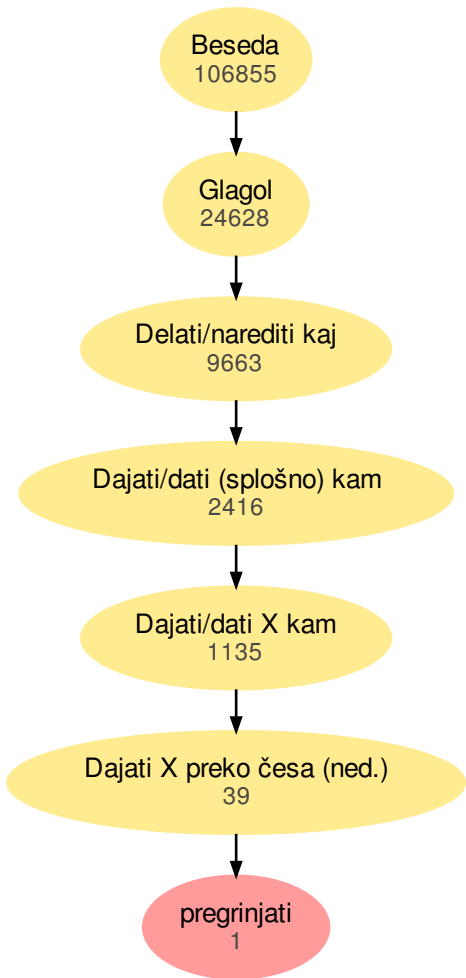 Beseda
106855
Glagol
24628
Delati/narediti kaj
9663
Dajati/dati (splošno) kam
2416
Dajati/dati X kam
1135
Dajati X preko česa (ned.)
39
pregrinjati
1